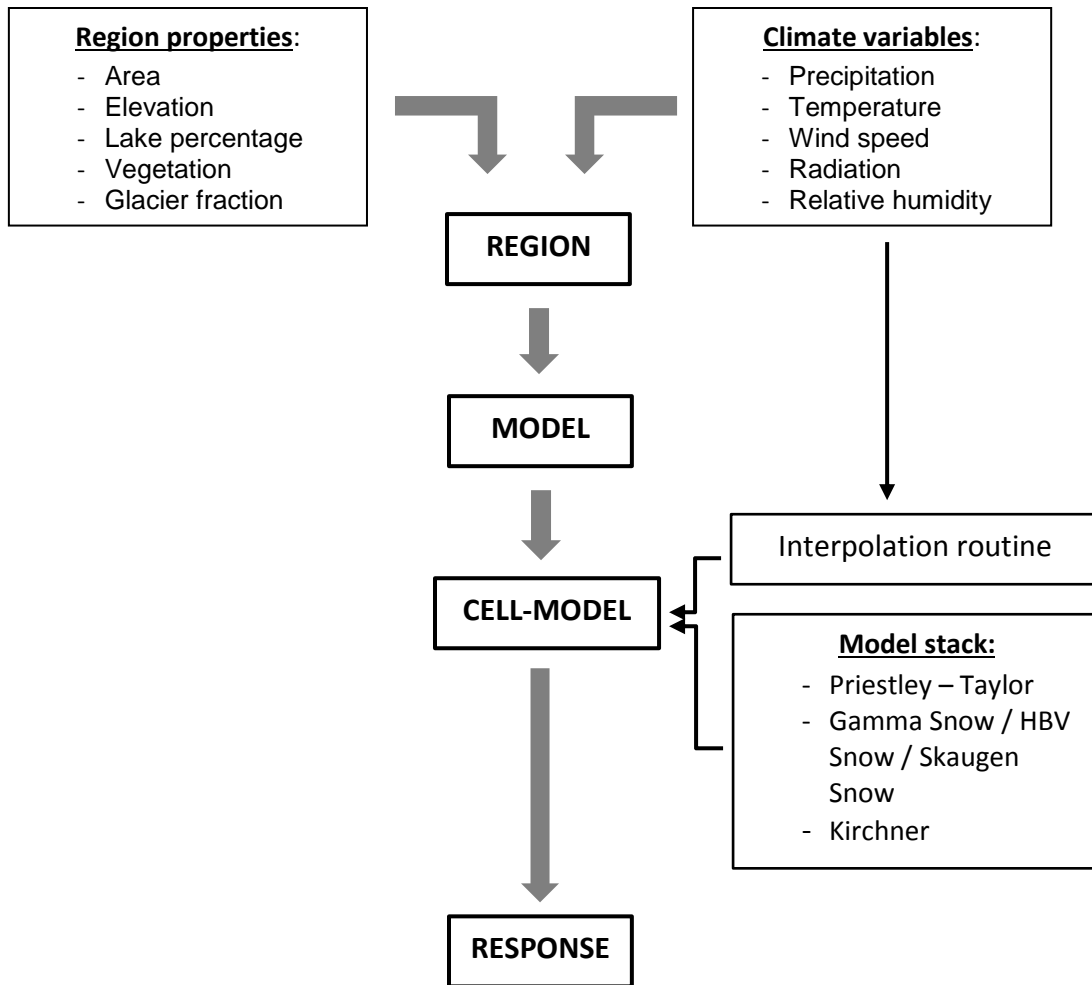 Region properties:
- Area
- Elevation
- Lake percentage
- Vegetation
- Glacier fraction
Climate variables:
- Precipitation
- Temperature
- Wind speed
- Radiation
- Relative humidity
REGION
MODEL
Interpolation routine
CELL-MODEL
Model stack:
- Priestley – Taylor
- Gamma Snow / HBV
Snow / Skaugen
Snow
- Kirchner
RESPONSE